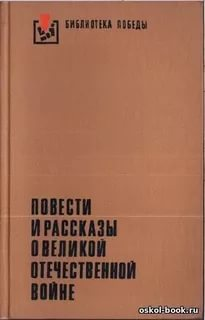 БИБЛИОТЕКА ПОБЕДЫ
ПОВЕСТИ
И РАССКАЗЫ
О ВЕЛИКОЙ
ОТЕЧЕСТВЕННОЙ
ВОЙНЕ
oskol-book.ru